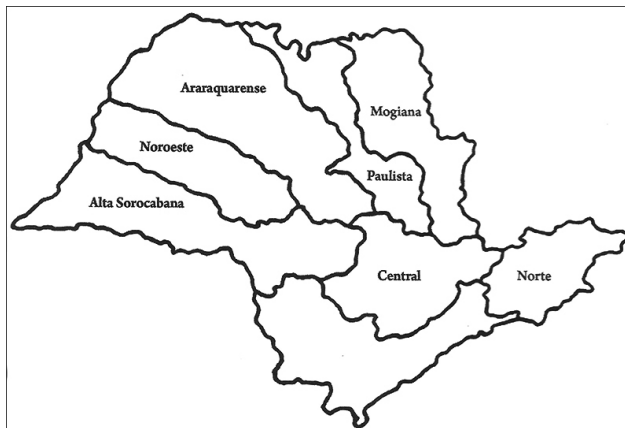 Araraquarense
Mogiana
Noroeste
Paulista
Alta Sorocabana
Central
Norte